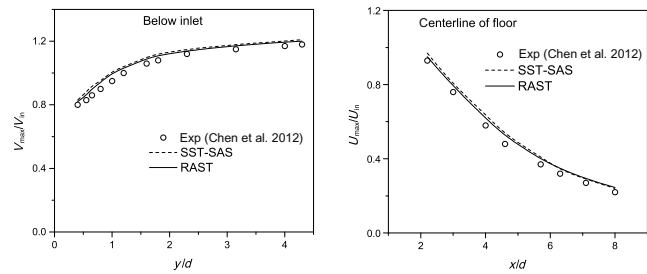 Below inlet
1.2
0.8
0.4
0.0
Vmax/Vin
Exp (Chen et al. 2012)
SST-SAS
RAST
0
1
2
3
4
y/d
Centerline of floor
1.2
0.8
0.4
0.0
Umax/Uin
Exp (Chen et al. 2012)
SST-SAS
RAST
0
2
4
6
8
x/d